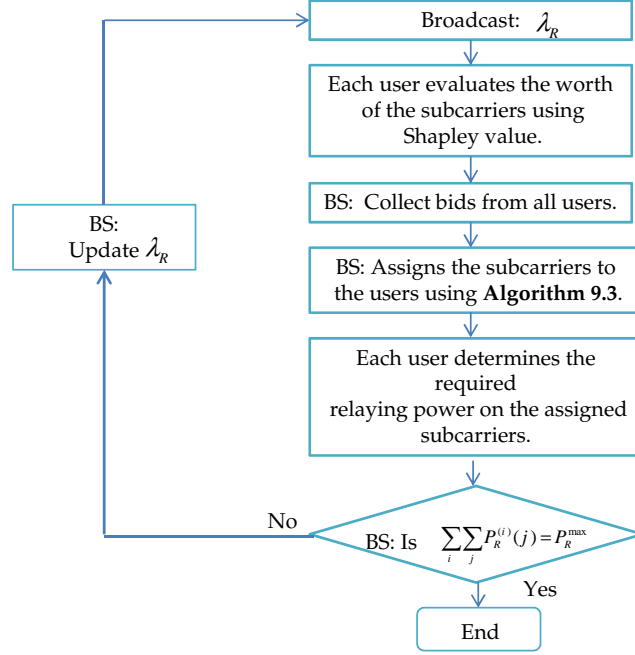 Broadcast: λ_R
Each user evaluates the worth
of the subcarriers using
Shapley value.
BS: Collect bids from all users.
BS: Assigns the subcarriers to
the users using Algorithm 9.3.
Each user determines the
required
relaying power on the assigned
subcarriers.
BS: Is ∑_i ∑_j P_R^{(i)}(j) = P_R^{max}
No
Yes
End
BS:
Update λ_R